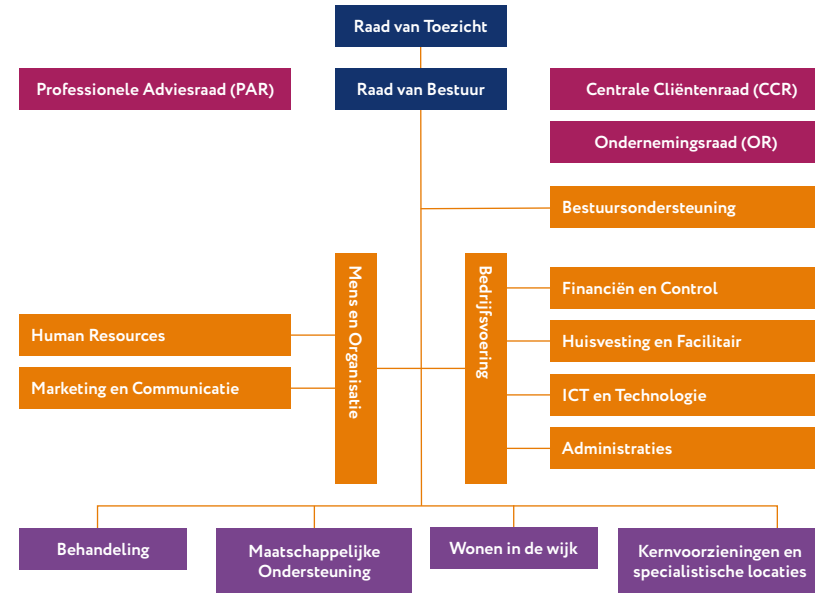 Raad van Toezicht
Professionele Adviesraad (PAR)
Raad van Bestuur
Centrale Cliëntenraad (CCR)
Ondernemingsraad (OR)
Bestuursondersteuning
Mens en Organisatie
Bedrijfsvoering
Financiën en Control
Human Resources
Huisvesting en Facilitair
Marketing en Communicatie
ICT en Technologie
Administraties
Behandeling
Maatschappelijke
Ondersteuning
Wonen in de wijk
Kernvoorzieningen en
specialistische locaties